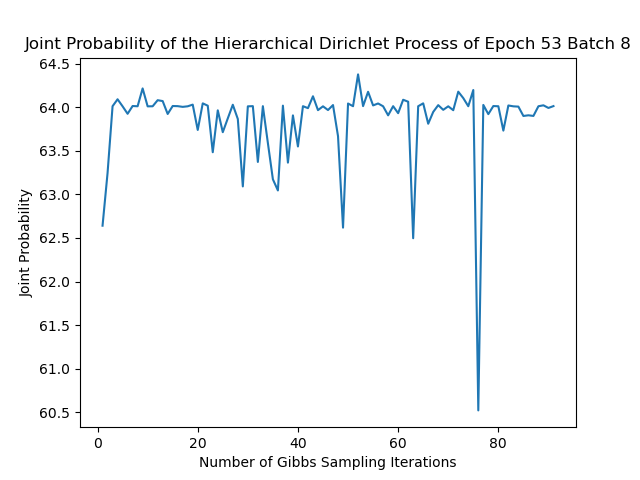 Joint Probability of the Hierarchical Dirichlet Process of Epoch 53 Batch 8
64.5
64.0
63.5
63.0
62.5
62.0
61.5
61.0
60.5
Joint Probability
0 20 40 60 80
Number of Gibbs Sampling Iterations